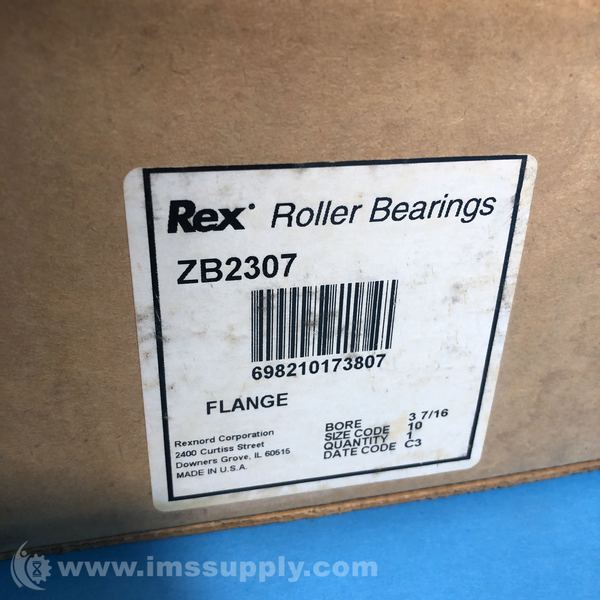 Rex® Roller Bearings
ZB2307
698210173807
FLANGE
Rexnord Corporation
2400 Curtiss Street
Downers Grove, IL 60515
MADE IN U.S.A.
BORE 3 7/16
SIZE CODE 10
QUANTITY 1
DATE CODE C3
www.imssupply.com